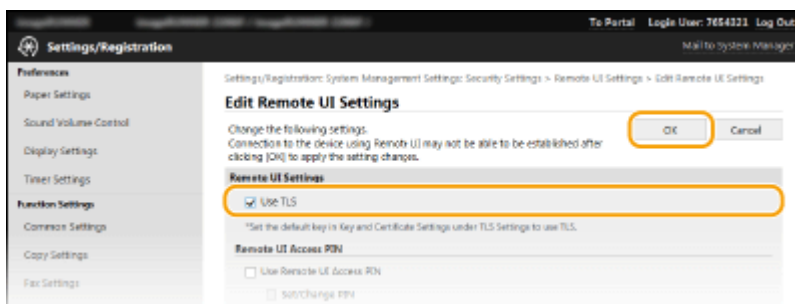 To Portal Login User: 7654321 Log Out
Settings/Registration
Mail to System Manager
Preferences
Paper Settings
Sound Volume Control
Display Settings
Timer Settings
Function Settings
Common Settings
Copy Settings
Fax Settings
Settings/Registration: System Management Settings: Security Settings > Remote UI Settings > Edit Remote UI Settings
Edit Remote UI Settings
Change the following settings.
Connection to the device using Remote UI may not be able to be established after
clicking [OK] to apply the setting changes.
OK
Cancel
Remote UI Settings
Use TLS
*Set the default key in Key and Certificate Settings under TLS Settings to use TLS.
Remote UI Access PIN
Use Remote UI Access PIN
Set/Change PIN